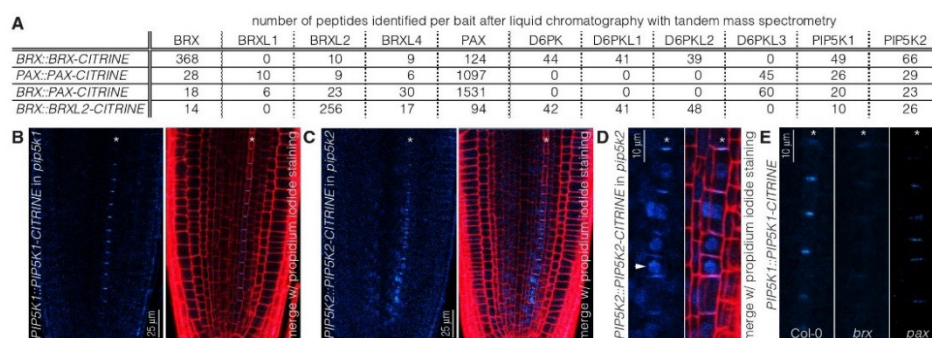 A number of peptides identified per bait after liquid chromatography with tandem mass spectrometry
BRX BRXL1 BRXL2 BRXL4 PAX D6PK D6PKL1 D6PKL2 D6PKL3 PIP5K1 PIP5K2
BRX::BRX-CITRINE 368 0 10 9 124 44 41 39 0 49 66
PAX::PAX-CITRINE 28 10 9 6 1097 0 0 0 45 26 29
BRX::PAX-CITRINE 18 6 23 30 1531 0 0 0 60 20 23
BRX::BRXL2-CITRINE 14 0 256 17 94 42 41 48 0 10 26
B
PIP5K1::PIP5K1-CITRINE in pip5k1
*
25 µm
*
merge w/ propidium iodide staining
C
PIP5K2::PIP5K2-CITRINE in pip5k2
*
25 µm
*
merge w/ propidium iodide staining
D
10 µm
PIP5K2::PIP5K2-CITRINE in pip5k2
*
*
merge w/ propidium iodide staining
E
10 µm
PIP5K1::PIP5K1-CITRINE
* * *
Col-0 brx pax